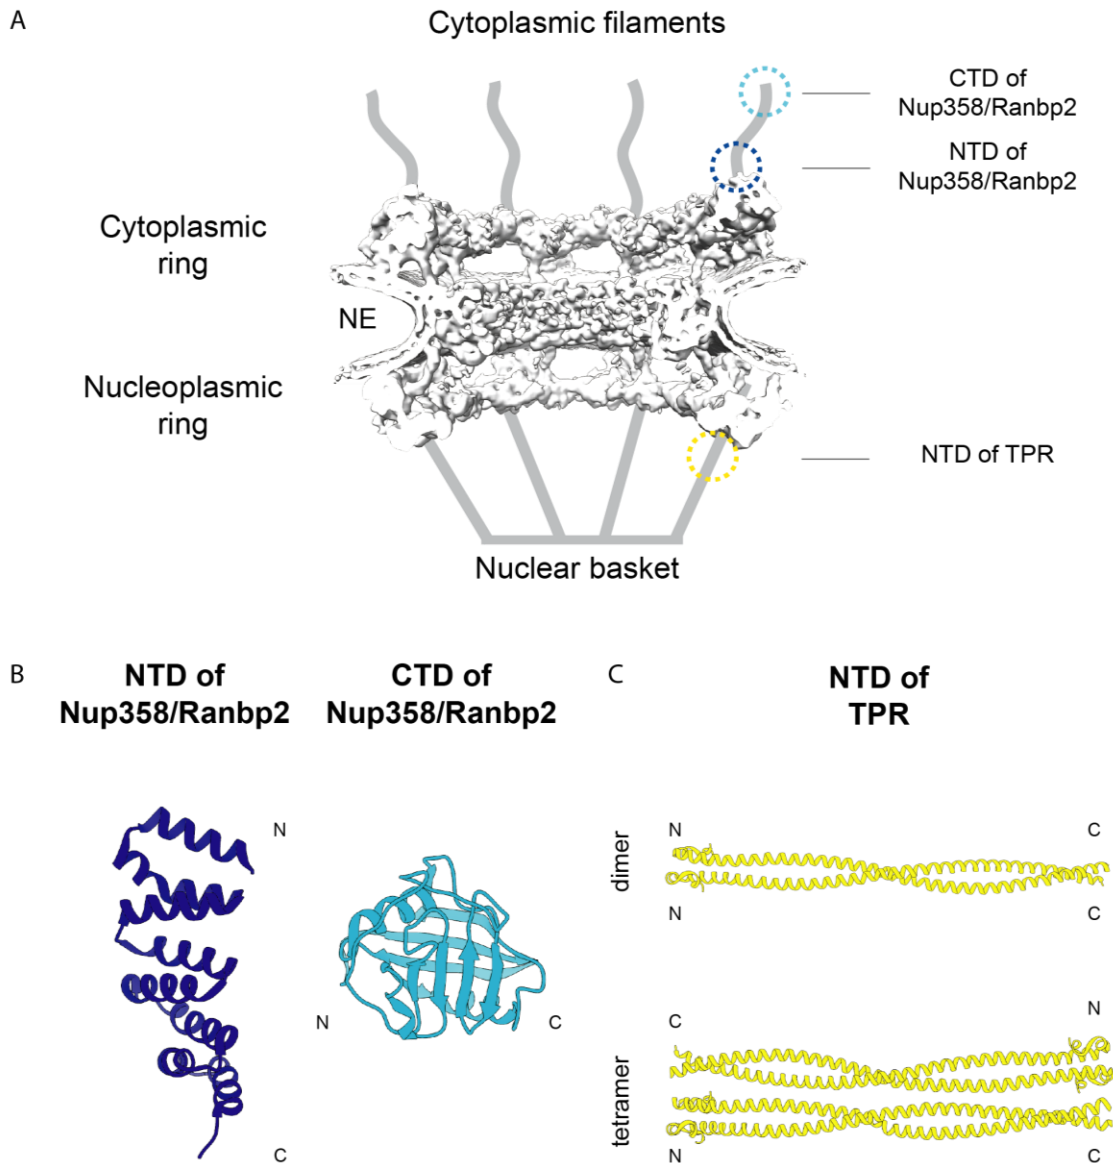 A
Cytoplasmic filaments
CTD of
Nup358/Ranbp2
NTD of
Nup358/Ranbp2
Cytoplasmic
ring
NE
Nucleoplasmic
ring
NTD of TPR
Nuclear basket
B
NTD of
Nup358/Ranbp2
CTD of
Nup358/Ranbp2
C
NTD of
TPR
N
C
N
C
dimer
N
C
N
C
tetramer
C
N
N
C